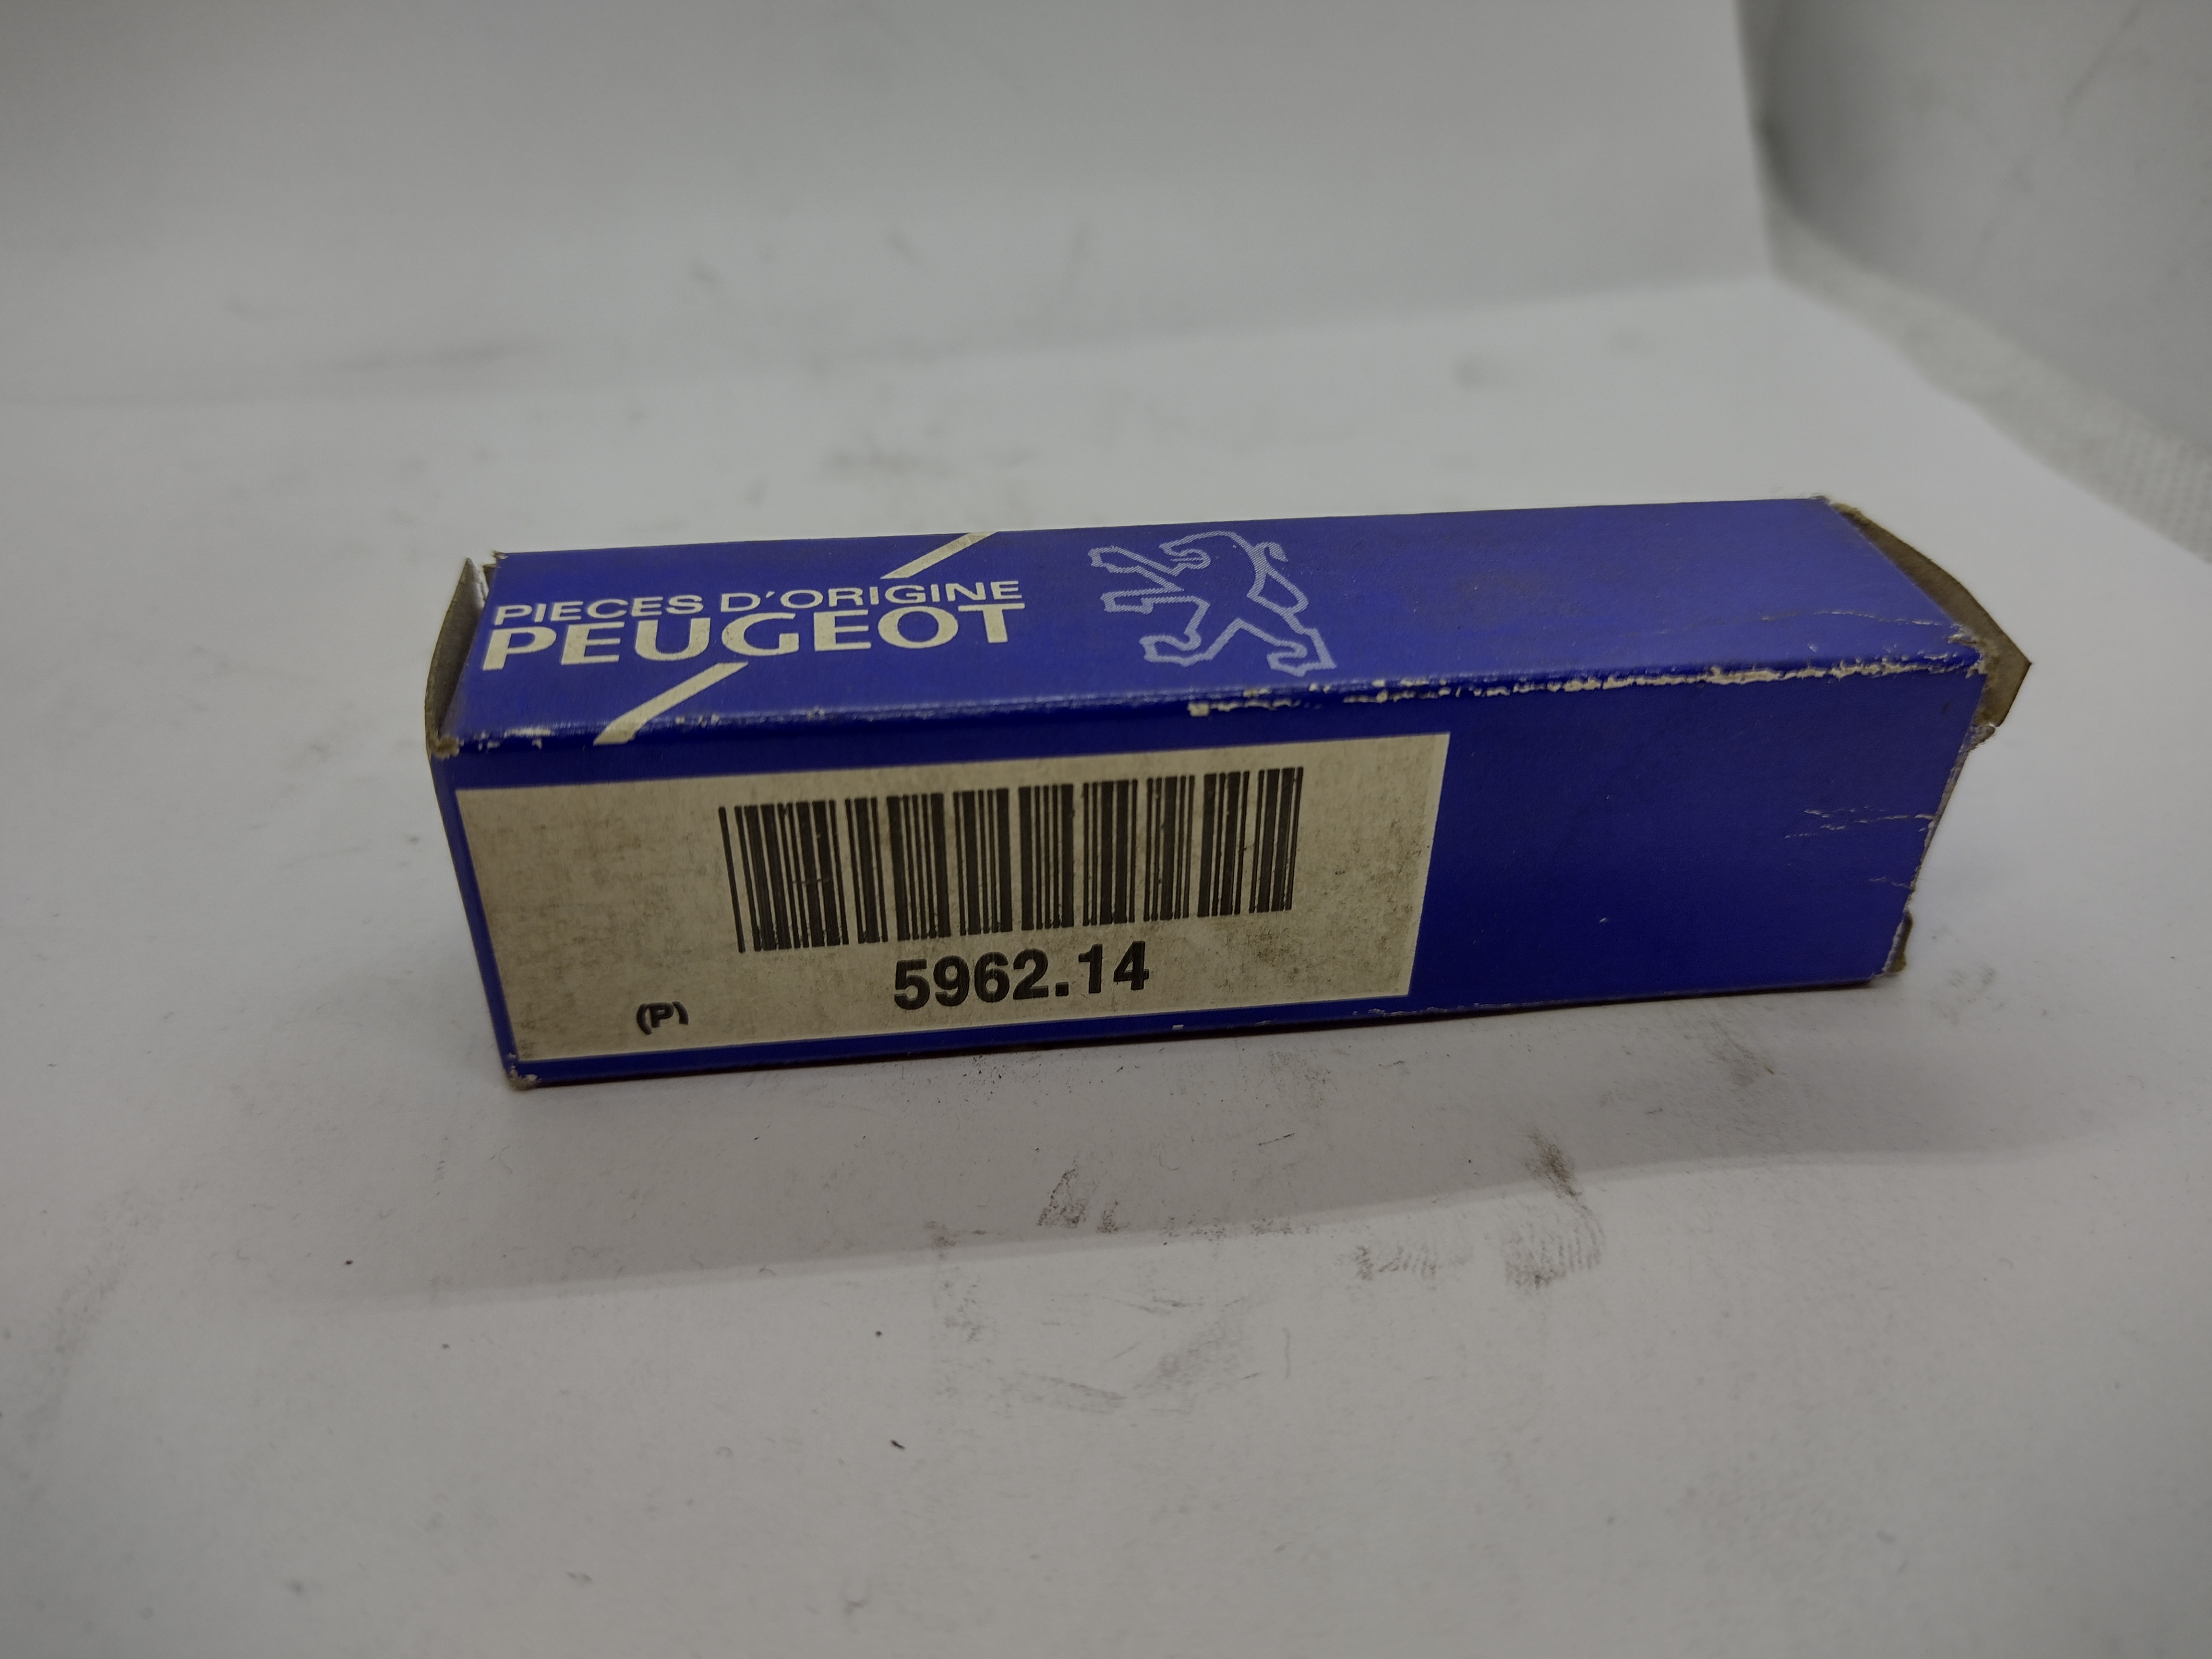 PIECES D'ORIGINE
PEUGEOT
5962.14
(P)